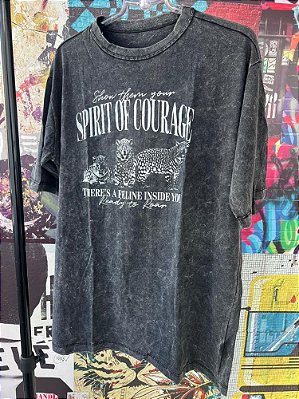 Show them your
SPIRIT OF COURAGE
THERE'S A FELINE INSIDE YOU
Ready to Roar